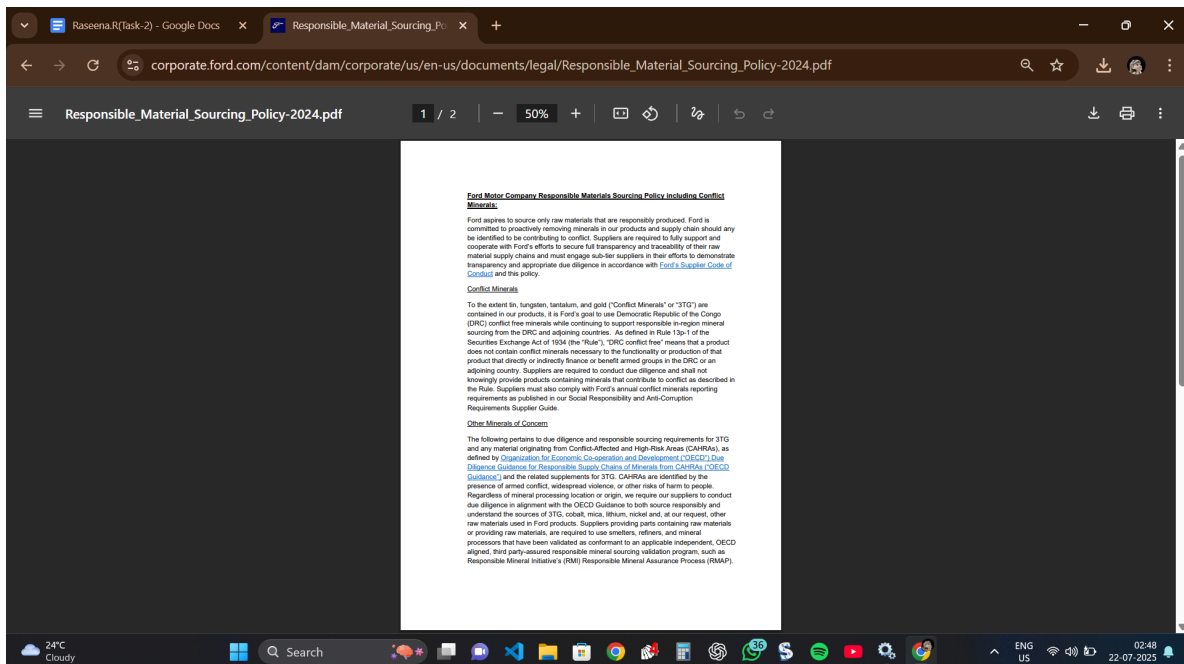 Raseena.R(Task-2) - Google Docs
Responsible_Material_Sourcing_Po
corporate.ford.com/content/dam/corporate/us/en-us/documents/legal/Responsible_Material_Sourcing_Policy-2024.pdf
Responsible_Material_Sourcing_Policy-2024.pdf
1 / 2
50%
Ford Motor Company Responsible Materials Sourcing Policy including Conflict
Minerals:
Ford aspires to source only raw materials that are responsibly produced. Ford is
committed to proactively removing minerals in our products and supply chain should any
be identified to be contributing to conflict. Suppliers are required to fully support and
cooperate with Ford's efforts to secure full transparency and traceability of their raw
material supply chains and must engage sub-tier suppliers in their efforts to demonstrate
transparency and appropriate due diligence in accordance with Ford's Supplier Code of
Conduct and this policy.
Conflict Minerals
To the extent tin, tungsten, tantalum, and gold ("Conflict Minerals" or "3TG") are
contained in our products, it is Ford's goal to use Democratic Republic of the Congo
(DRC) conflict free minerals while continuing to support responsible in-region mineral
sourcing from the DRC and adjoining countries. As defined in Rule 13p-1 of the
Securities Exchange Act of 1934 (the "Rule"), "DRC conflict free" means that a product
does not contain conflict minerals necessary to the functionality or production of that
product that directly or indirectly finance or benefit armed groups in the DRC or an
adjoining country. Suppliers are required to conduct due diligence and shall not
knowingly provide products containing minerals that contribute to conflict as described in
the Rule. Suppliers must also comply with Ford's annual conflict minerals reporting
requirements as published in our Social Responsibility and Anti-Corruption
Requirements Supplier Guide.
Other Minerals of Concern
The following pertains to due diligence and responsible sourcing requirements for 3TG
and any material originating from Conflict-Affected and High-Risk Areas (CAHRAs), as
defined by Organization for Economic Co-operation and Development ("OECD") Due
Diligence Guidance for Responsible Supply Chains of Minerals from CAHRAs ("OECD
Guidance") and the related supplements for 3TG. CAHRAs are identified by the
presence of armed conflict, widespread violence, or other risks of harm to people.
Regardless of mineral processing location or origin, we require our suppliers to conduct
due diligence in alignment with the OECD Guidance to both source responsibly and
understand the sources of 3TG, cobalt, mica, lithium, nickel and, at our request, other
raw materials used in Ford products. Suppliers providing parts containing raw materials
or providing raw materials, are required to use smelters, refiners, and mineral
processors that have been validated as conformant to an applicable independent, OECD
aligned, third party-assured responsible mineral sourcing validation program, such as
Responsible Mineral Initiative's (RMI) Responsible Mineral Assurance Process (RMAP).
24°C
Cloudy
Search
36
ENG
US
02:48
22-07-2025